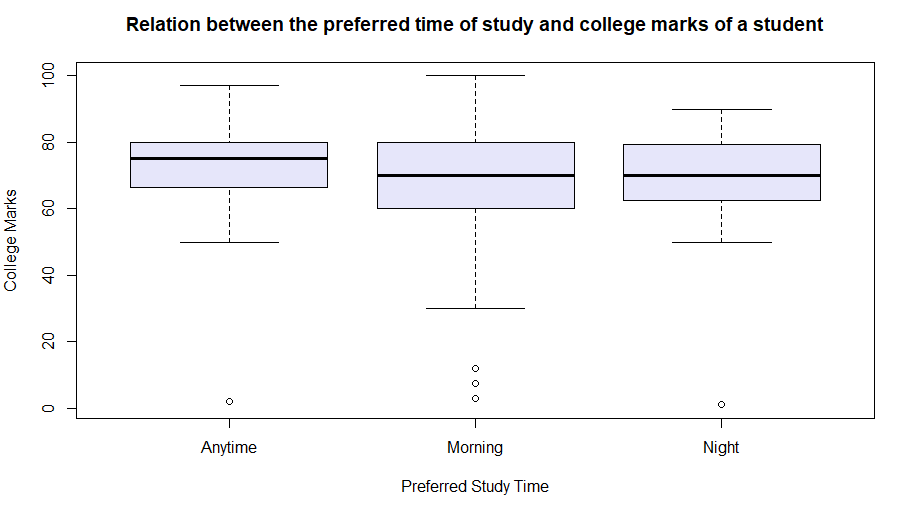 Relation between the preferred time of study and college marks of a student
College Marks
100
80
60
40
20
0
Anytime
Morning
Night
Preferred Study Time